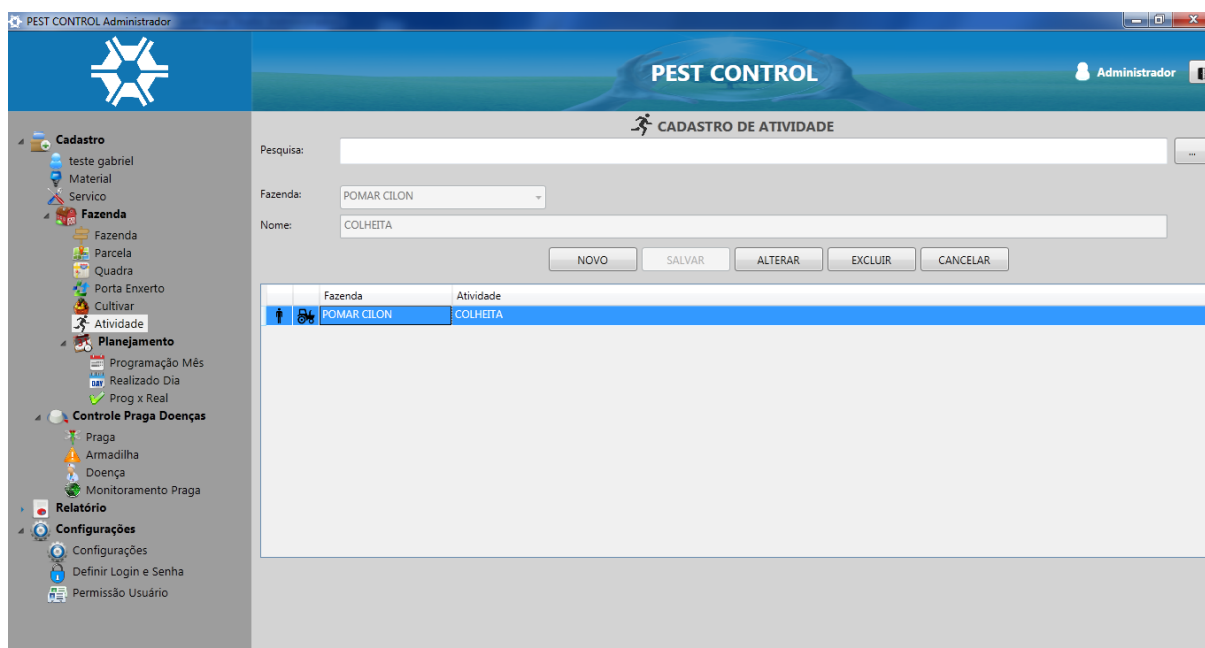 PEST CONTROL Administrador
PEST CONTROL
Administrador
Cadastro
teste gabriel
Material
Servico
Fazenda
Fazenda
Parcela
Quadra
Porta Enxerto
Cultivar
Atividade
Planejamento
Programação Mês
DAY
Realizado Dia
Prog x Real
Controle Praga Doenças
Praga
Armadilha
Doença
Monitoramento Praga
Relatório
Configurações
Configurações
Definir Login e Senha
Permissão Usuário
CADASTRO DE ATIVIDADE
Pesquisa:
...
Fazenda: POMAR CILON
Nome: COLHEITA
NOVO SALVAR ALTERAR EXCLUIR CANCELAR
Fazenda Atividade
POMAR CILON COLHEITA